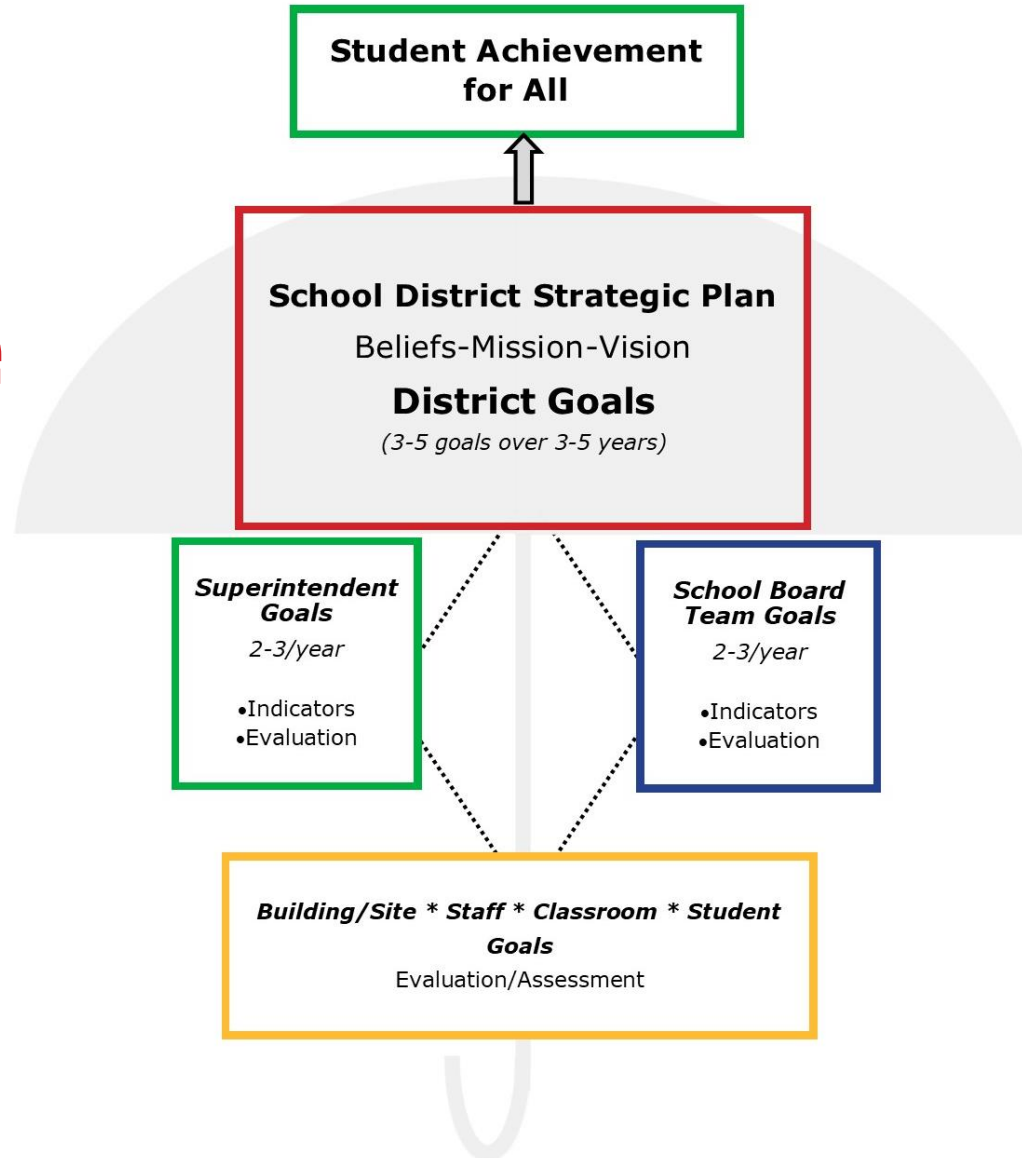 Student Achievement
for All
School District Strategic Plan
Beliefs-Mission-Vision
District Goals
(3-5 goals over 3-5 years)
Superintendent
Goals
2-3/year
•Indicators
•Evaluation
School Board
Team Goals
2-3/year
•Indicators
•Evaluation
Building/Site * Staff * Classroom * Student
Goals
Evaluation/Assessment